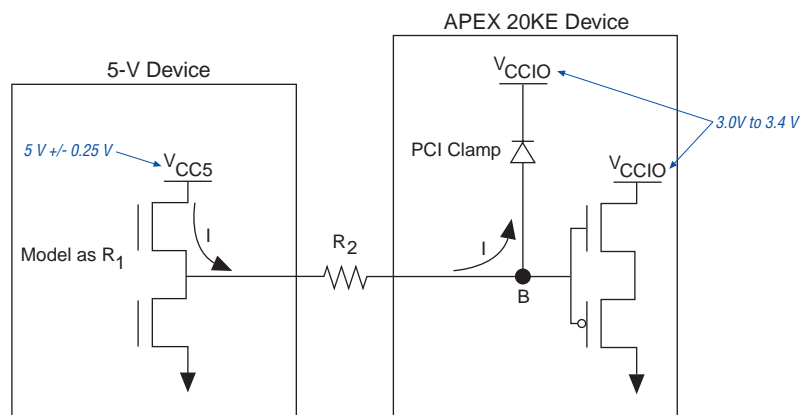 APEX 20KE Device
5-V Device
VCCIO
5 V +/- 0.25 V
3.0V to 3.4 V
PCI Clamp
VCC5
VCCIO
Model as R1
I
R2
I
B